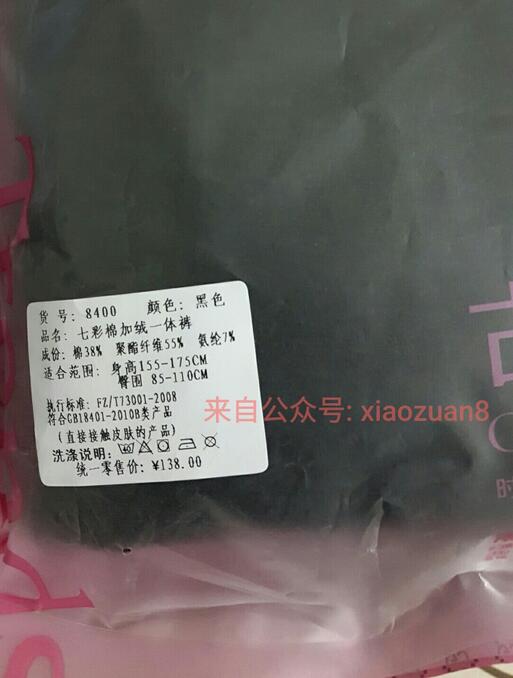 货号: 8400 颜色: 黑色
品名: 七彩棉加绒一体裤
成份: 棉38% 聚酯纤维55% 氨纶7%
适合范围: 身高155-175CM
臀围 85-110CM
执行标准: FZ/T73001-2008
符合GB18401-2010B类产品
(直接接触皮肤的产品)
洗涤说明:
统一零售价: ¥138.00
来自公众号: xiaozuan8
时